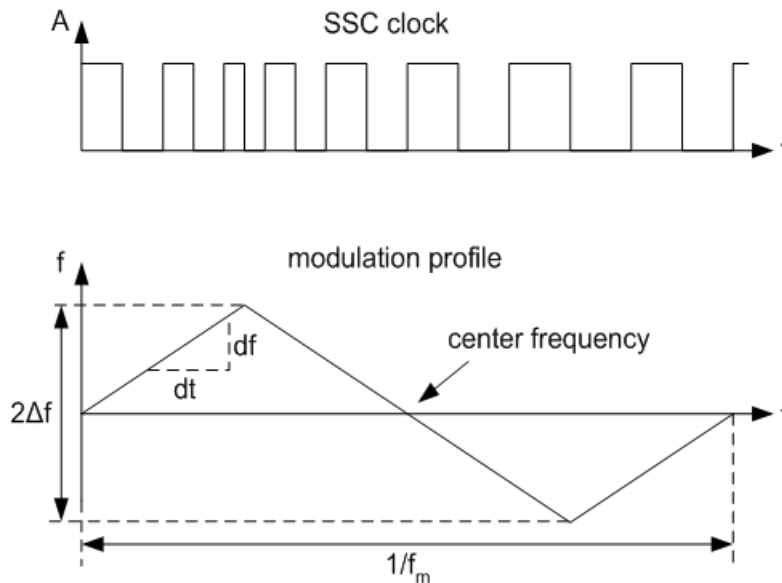 A
SSC clock
f
modulation profile
df
center frequency
dt
2Δf
1/fm